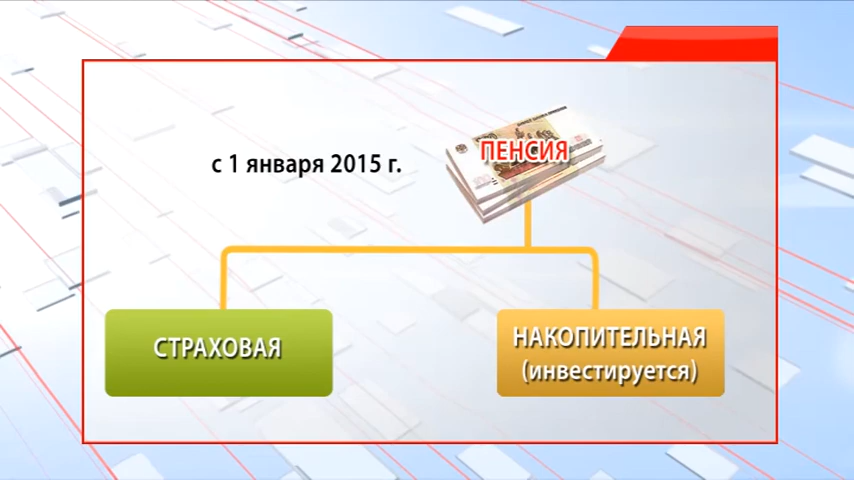 с 1 января 2015 г.
ПЕНСИЯ
СТРАХОВАЯ
НАКОПИТЕЛЬНАЯ
(инвестируется)